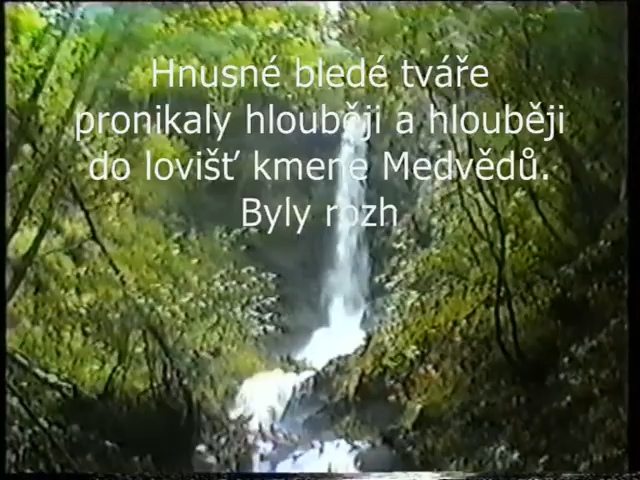 Hnusné bledé tváře
pronikaly hlouběji a hlouběji
do lovišť kmene Medvědů.
Byly rozh